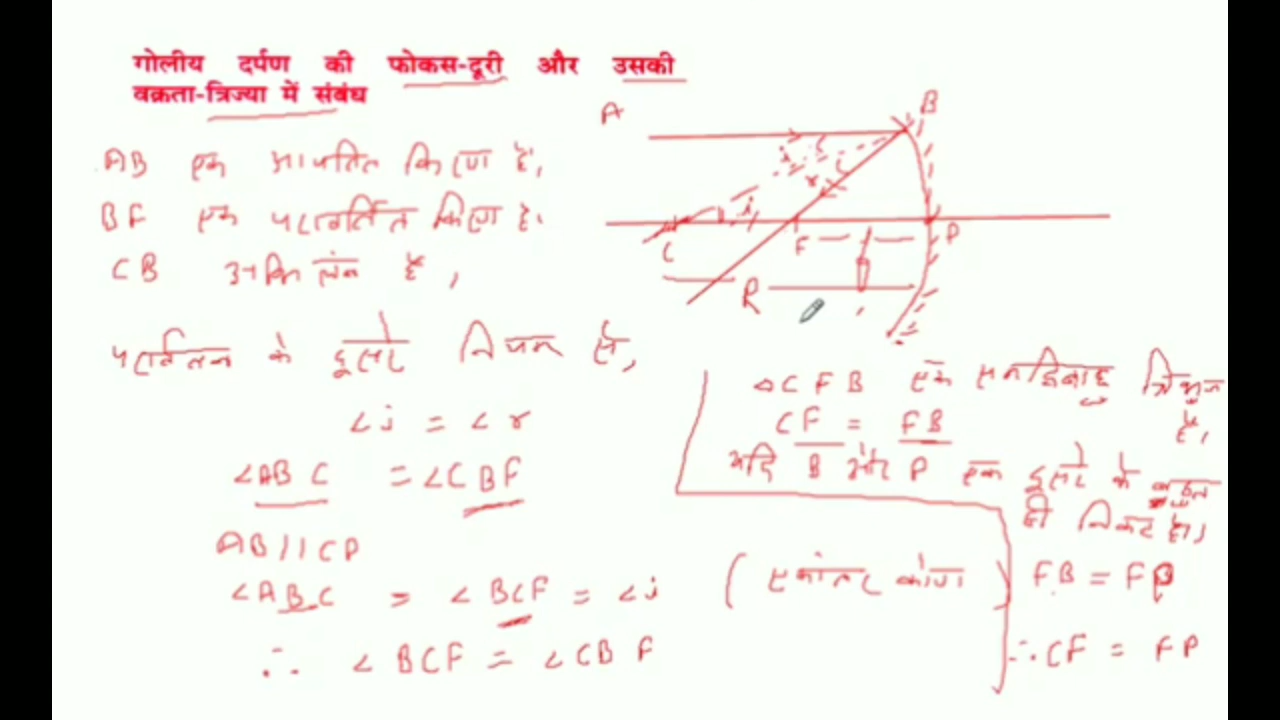 गोलीय दर्पण की फोकस-दूरी और उसकी
वक्रता-त्रिज्या में संबंध
AB एक आपतित किरण है,
BF एक परावर्तित किरण है।
CB अभिलंब है,
परावर्तन के दूसरे नियम से,
∠i = ∠r
∠ABC = ∠CBF
AB || CP
∠ABC = ∠BCF = ∠i (एकांतर कोण)
∴ ∠BCF = ∠CBF
A
B
i
i
r
i
C
F
P
f
R
△CFB एक समद्विबाहु त्रिभुज
है,
CF = FB
यदि B और P एक दूसरे के बहुत
ही निकट हो,
FB = FP
∴ CF = FP